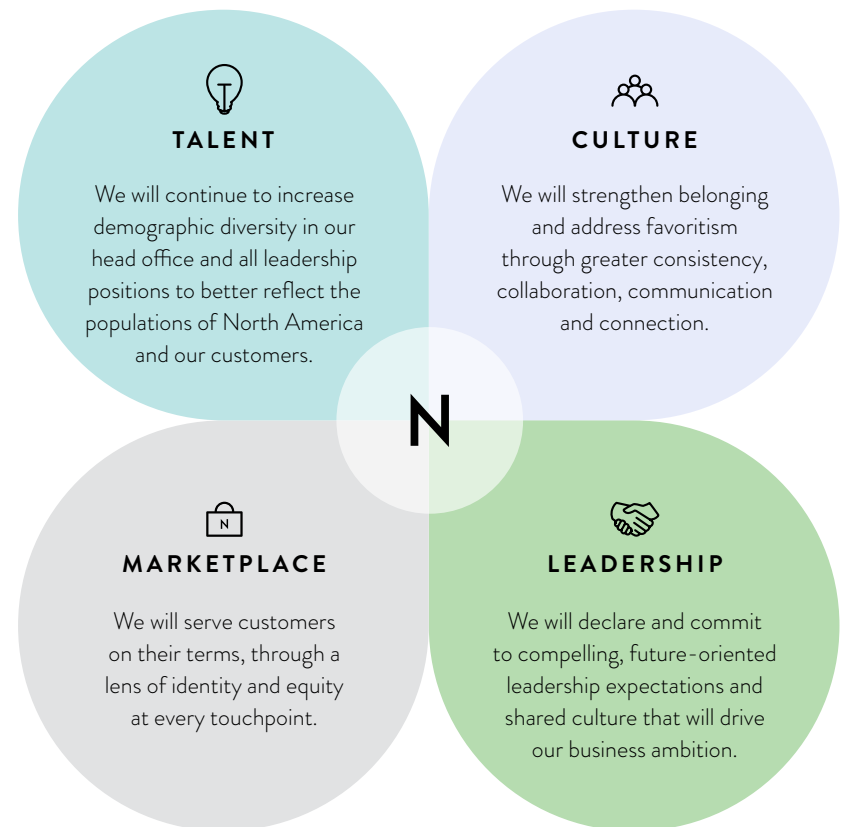 TALENT
We will continue to increase
demographic diversity in our
head office and all leadership
positions to better reflect the
populations of North America
and our customers.
CULTURE
We will strengthen belonging
and address favoritism
through greater consistency,
collaboration, communication
and connection.
N
N
MARKETPLACE
We will serve customers
on their terms, through a
lens of identity and equity
at every touchpoint.
LEADERSHIP
We will declare and commit
to compelling, future-oriented
leadership expectations and
shared culture that will drive
our business ambition.